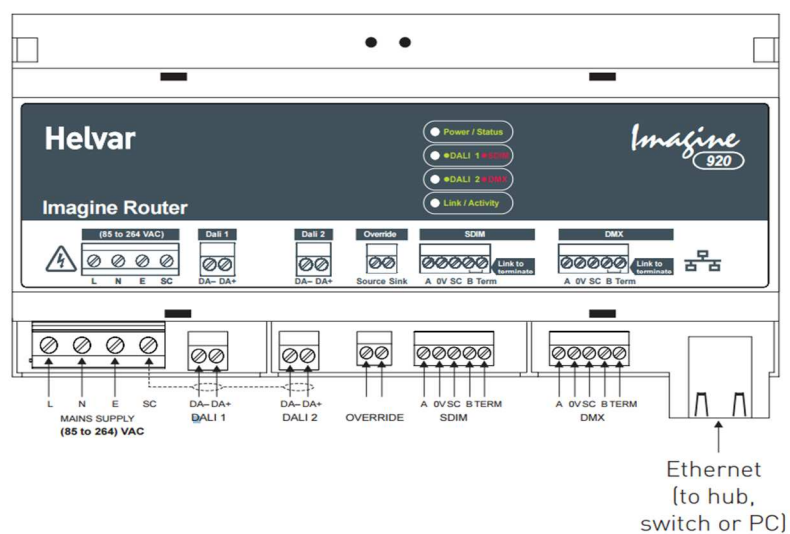 Helvar
Imagine
920
Power / Status
DALI 1 SDIM
DALI 2 DMX
Link / Activity
Imagine Router
(85 to 264 VAC) Dali 1 Dali 2 Override SDIM DMX
Link to terminate Link to terminate
L N E SC DA– DA+ DA– DA+ Source Sink A 0V SC B Term A 0V SC B Term
L N E SC DA– DA+ DA– DA+ A 0V SC B TERM A 0V SC B TERM
MAINS SUPPLY DALI 1 DALI 2 OVERRIDE SDIM DMX
(85 to 264) VAC
Ethernet
(to hub,
switch or PC)